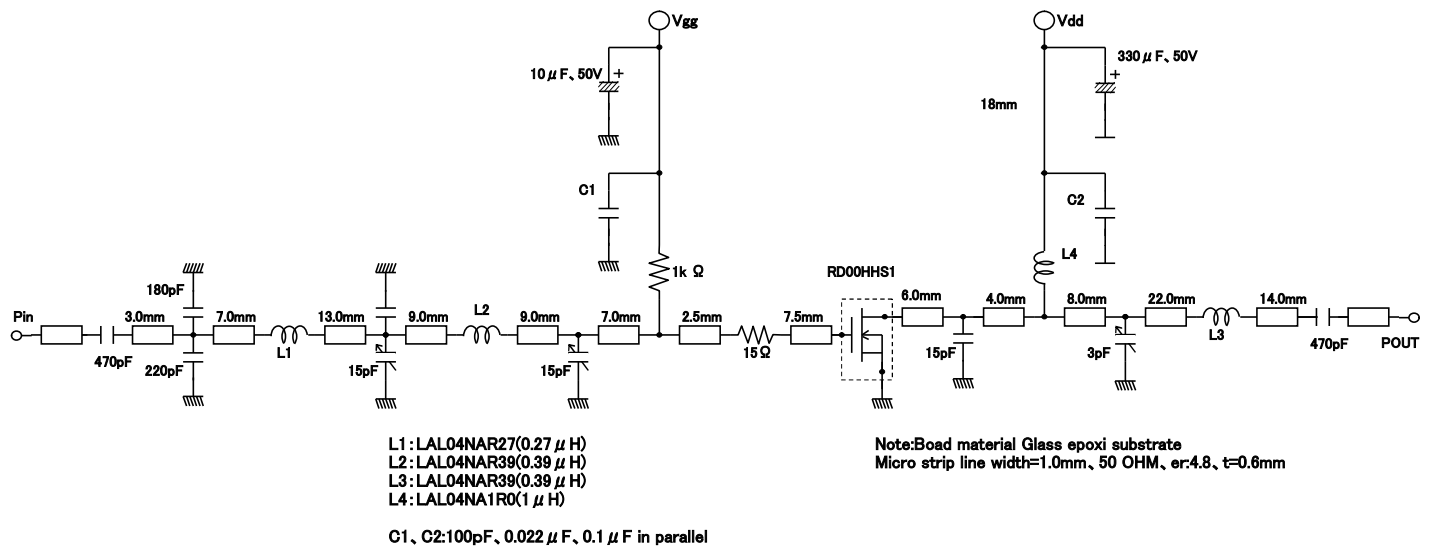 Vgg
Vdd
10μF、50V
+
330μF、50V
+
18mm
C1
C2
1kΩ
L4
RD00HHS1
Pin
3.0mm
180pF
7.0mm
13.0mm
9.0mm
L2
9.0mm
7.0mm
2.5mm
7.5mm
6.0mm
4.0mm
8.0mm
22.0mm
14.0mm
470pF
220pF
L1
15pF
15pF
15Ω
15pF
3pF
L3
470pF
POUT
L1:LAL04NAR27(0.27μH)
L2:LAL04NAR39(0.39μH)
L3:LAL04NAR39(0.39μH)
L4:LAL04NA1R0(1μH)
C1、C2:100pF、0.022μF、0.1μF in parallel
Note:Boad material Glass epoxi substrate
Micro strip line width=1.0mm、50 OHM、er:4.8、t=0.6mm